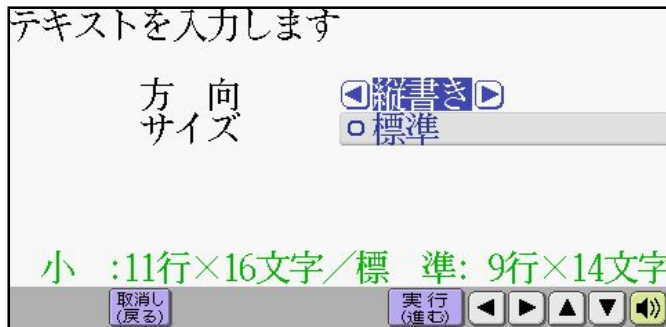 テキストを入力します
方　向　縦書き
サイズ　標準
小　:11行×16文字／標　準: 9行×14文字
取消し
(戻る)
実 行
(進む)